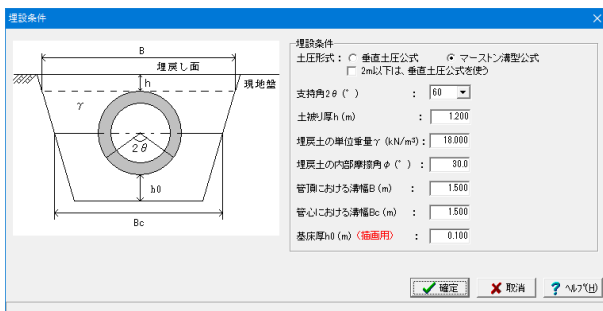 埋設条件
B
埋戻し面
h
現地盤
γ
2θ
h0
Bc
埋設条件
土圧形式: 垂直土圧公式 マーストン溝型公式
2m以下は、垂直土圧公式を使う
支持角2θ(°) : 60
土被り厚h(m) : 1.200
埋戻土の単位重量γ(kN/m³): 18.000
埋戻土の内部摩擦角φ(°) : 30.0
管頂における溝幅B(m) : 1.500
管心における溝幅Bc(m) : 1.500
基床厚h0(m)(描画用) : 0.100
確定 取消 ヘルプ(H)